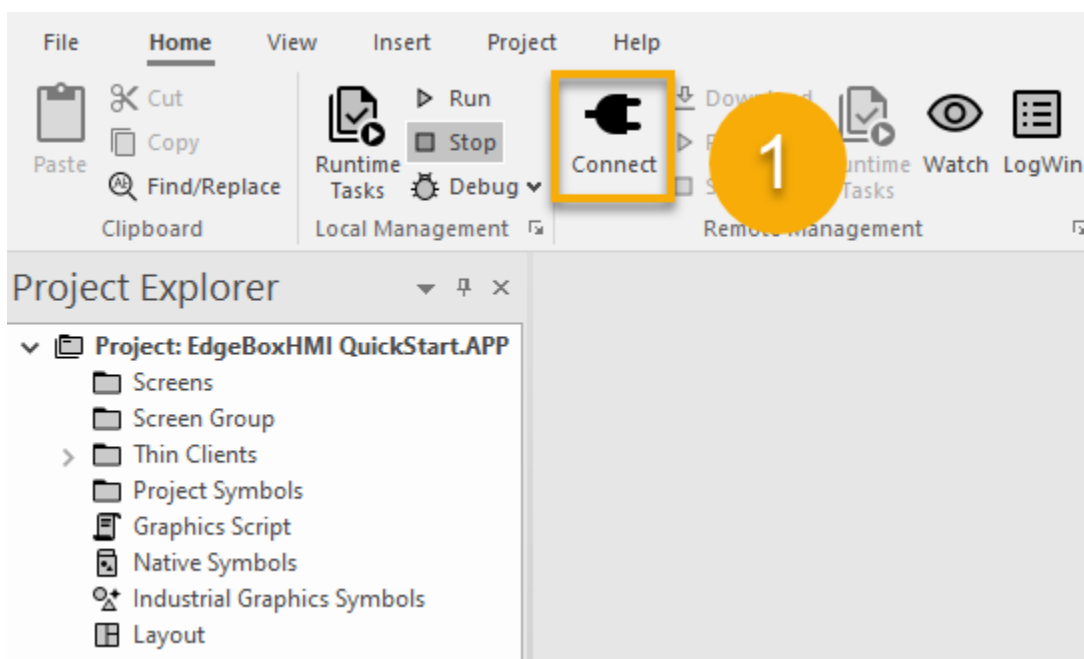 File Home View Insert Project Help
Paste
Cut
Copy
Find/Replace
Clipboard
Runtime Tasks
Run
Stop
Debug
Local Management
Connect
1
Watch
LogWin
Tasks
Management
Project Explorer
Project: EdgeBoxHMI QuickStart.APP
Screens
Screen Group
Thin Clients
Project Symbols
Graphics Script
Native Symbols
Industrial Graphics Symbols
Layout